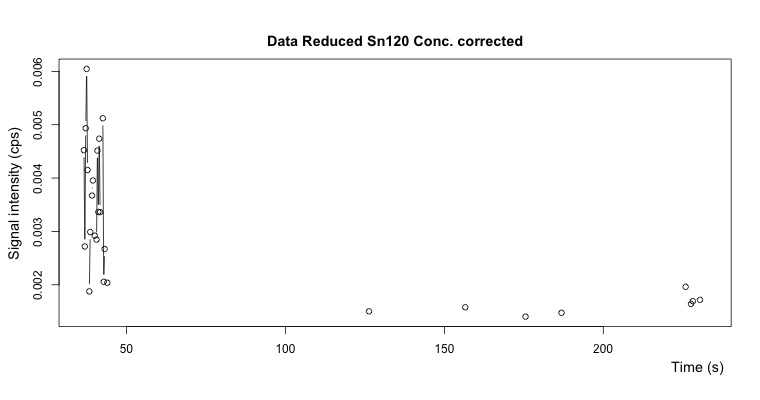 Data Reduced Sn120 Conc. corrected
Signal intensity (cps)
0.006
0.005
0.004
0.003
0.002
50 100 150 200
Time (s)